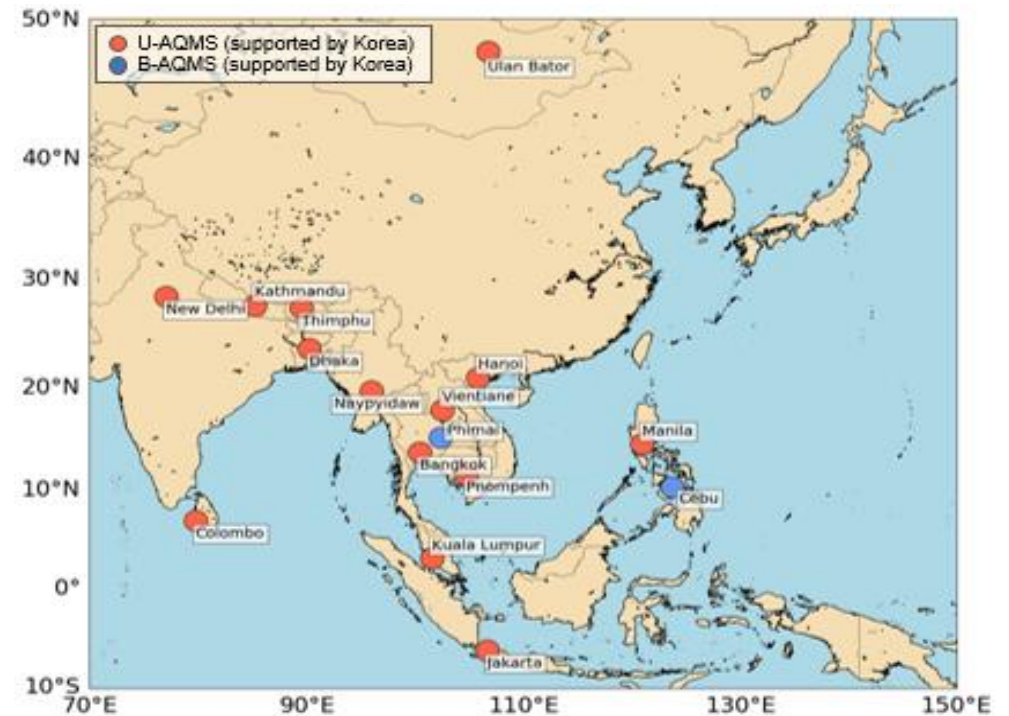 50°N
U-AQMS (supported by Korea)
B-AQMS (supported by Korea)
Ulan Bator
40°N
30°N
Kathmandu
New Delhi
Thimphu
Dhaka
Hanoi
20°N
Vientiane
Naypyidaw
Phimai
Manila
Bangkok
10°N
Pnompenh
Cebu
Colombo
Kuala Lumpur
0°
Jakarta
10°S
70°E
90°E
110°E
130°E
150°E